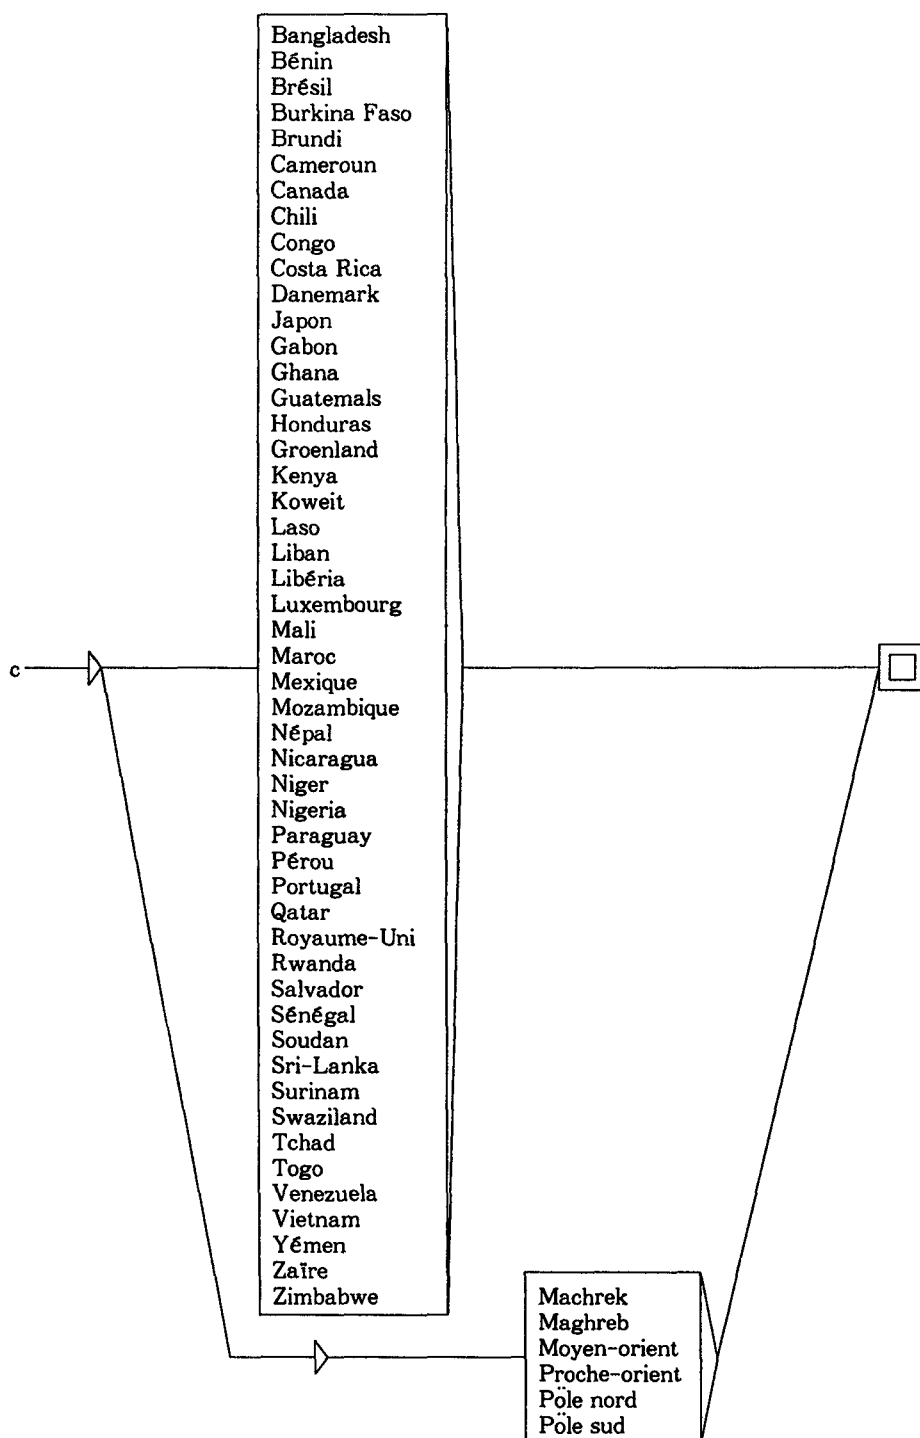 Bangladesh
Bénin
Brésil
Burkina Faso
Brundi
Cameroun
Canada
Chili
Congo
Costa Rica
Danemark
Japon
Gabon
Ghana
Guatemals
Honduras
Groenland
Kenya
Koweit
Laso
Liban
Libéria
Luxembourg
Mali
Maroc
Mexique
Mozambique
Népal
Nicaragua
Niger
Nigeria
Paraguay
Pérou
Portugal
Qatar
Royaume-Uni
Rwanda
Salvador
Sénégal
Soudan
Sri-Lanka
Surinam
Swaziland
Tchad
Togo
Venezuela
Vietnam
Yémen
Zaïre
Zimbabwe
c
Machrek
Maghreb
Moyen-orient
Proche-orient
Pöle nord
Pöle sud